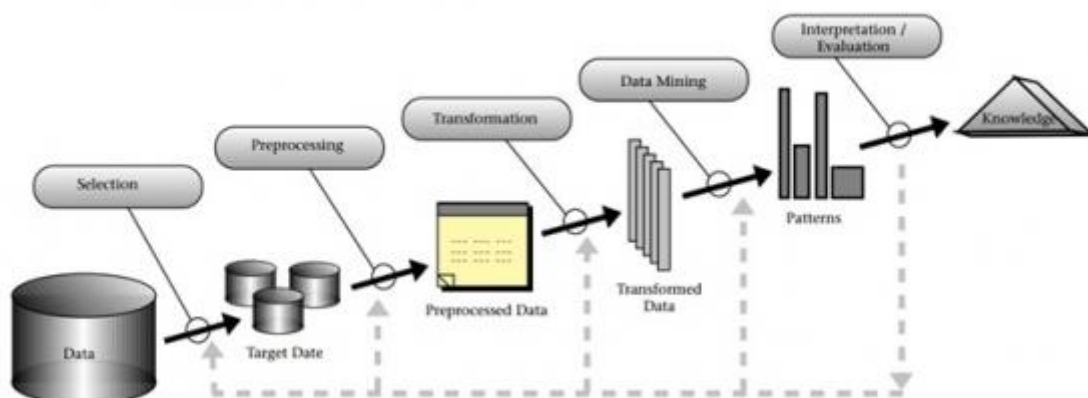 Interpretation /
Evaluation
Data Mining
Transformation
Preprocessing
Selection
Data
Target Date
Preprocessed Data
Transformed
Data
Patterns
Knowledge